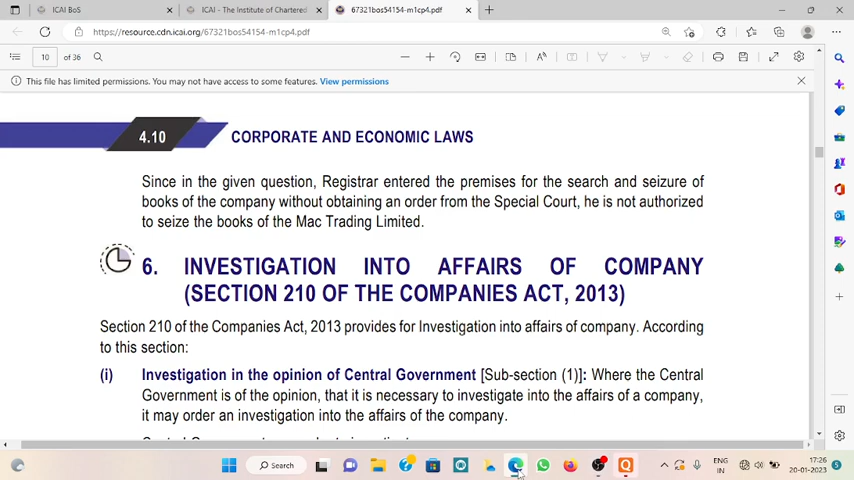 ICAI BoS
ICAI - The Institute of Chartered
67321bos54154-m1cp4.pdf
https://resource.cdn.icai.org/67321bos54154-m1cp4.pdf
10 of 36
This file has limited permissions. You may not have access to some features. View permissions
4.10 CORPORATE AND ECONOMIC LAWS
Since in the given question, Registrar entered the premises for the search and seizure of
books of the company without obtaining an order from the Special Court, he is not authorized
to seize the books of the Mac Trading Limited.
6. INVESTIGATION INTO AFFAIRS OF COMPANY
(SECTION 210 OF THE COMPANIES ACT, 2013)
Section 210 of the Companies Act, 2013 provides for Investigation into affairs of company. According
to this section:
(i) Investigation in the opinion of Central Government [Sub-section (1)]: Where the Central
Government is of the opinion, that it is necessary to investigate into the affairs of a company,
it may order an investigation into the affairs of the company.
Search
ENG
IN
17:26
20-01-2023